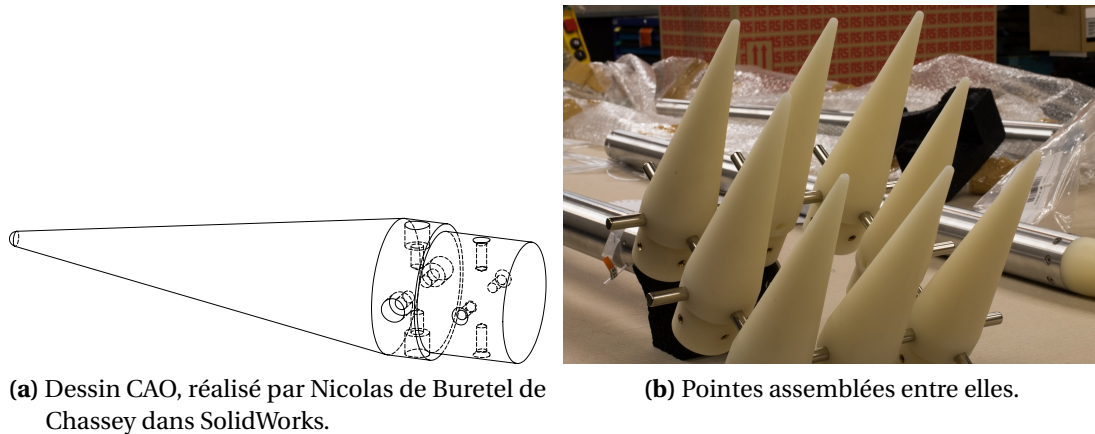 (a) Dessin CAO, réalisé par Nicolas de Buretel de
Chassey dans SolidWorks.
(b) Pointes assemblées entre elles.